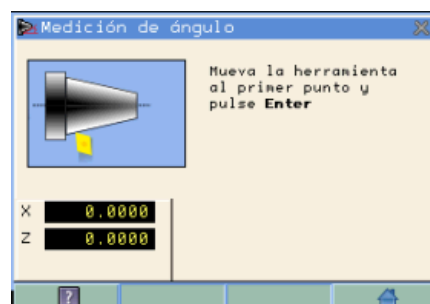 Medición de ángulo
Mueva la herramienta
al primer punto y
pulse Enter
X 0.0000
Z 0.0000
?